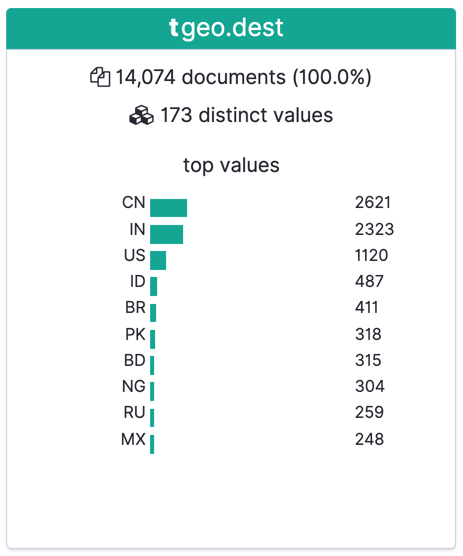 t geo.dest
14,074 documents (100.0%)
173 distinct values
top values
CN 2621
IN 2323
US 1120
ID 487
BR 411
PK 318
BD 315
NG 304
RU 259
MX 248